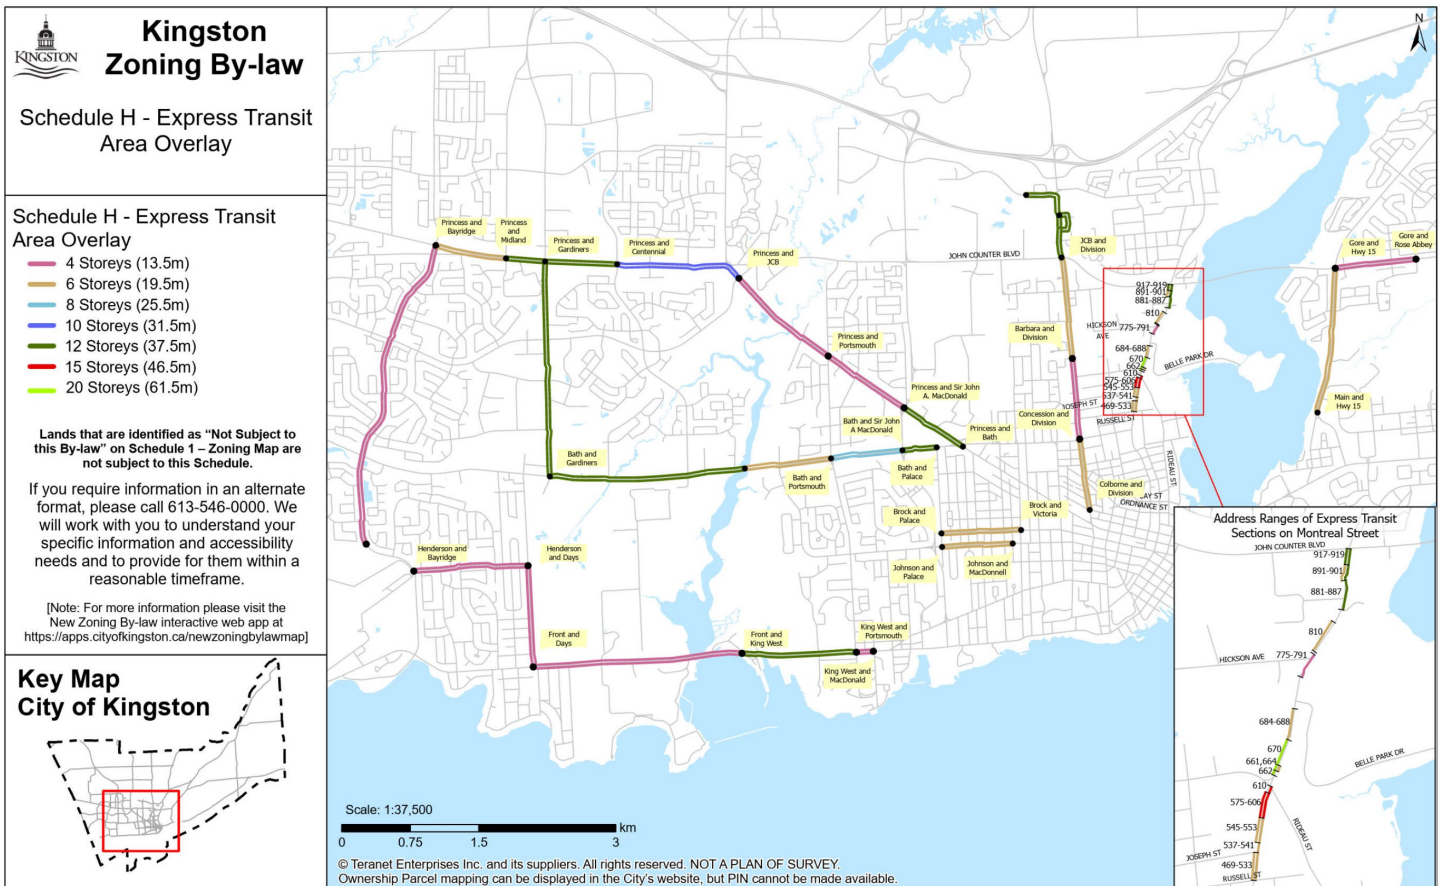 KINGSTON
Kingston
Zoning By-law
Schedule H - Express Transit
Area Overlay
Schedule H - Express Transit
Area Overlay
4 Storeys (13.5m)
6 Storeys (19.5m)
8 Storeys (25.5m)
10 Storeys (31.5m)
12 Storeys (37.5m)
15 Storeys (46.5m)
20 Storeys (61.5m)
Lands that are identified as “Not Subject to
this By-law” on Schedule 1 – Zoning Map are
not subject to this Schedule.
If you require information in an alternate
format, please call 613-546-0000. We
will work with you to understand your
specific information and accessibility
needs and to provide for them within a
reasonable timeframe.
[Note: For more information please visit the
New Zoning By-law interactive web app at
https://apps.cityofkingston.ca/newzoningbylawmap]
Key Map
City of Kingston
N
Princess and
Bayridge
Princess
and
Midland
Princess and
Gardiners
Princess and
Centennial
Princess and
JCB
JOHN COUNTER BLVD
JCB and
Division
Gore and
Hwy 15
Gore and
Rose Abbey
917-919
891-901
881-887
810
HICKSON
AVE
775-791
684-688
670
662
610
575-606
545-553
537-541
469-533
BELLE PARK DR
JOSEPH ST
RUSSELL ST
RIDEAU ST
Barbara and
Division
Princess and
Portsmouth
Princess and Sir John
A. MacDonald
Concession and
Division
Main and
Hwy 15
Bath and Sir John
A MacDonald
Princess and
Bath
Bath and
Gardiners
Bath and
Portsmouth
Bath and
Palace
Colborne and
Division
AY ST
ORDNANCE ST
Brock and
Palace
Brock and
Victoria
Johnson and
Palace
Johnson and
MacDonnell
Henderson and
Bayridge
Henderson
and Days
Front and
Days
Front and
King West
King West and
Portsmouth
King West and
MacDonald
Address Ranges of Express Transit
Sections on Montreal Street
JOHN COUNTER BLVD
917-919
891-901
881-887
810
HICKSON AVE
775-791
684-688
670
661,664
662
BELLE PARK DR
610
575-606
545-553
RIDEAU ST
537-541
JOSEPH ST
469-533
RUSSELL ST
Scale: 1:37,500
km
0 0.75 1.5 3
© Teranet Enterprises Inc. and its suppliers. All rights reserved. NOT A PLAN OF SURVEY.
Ownership Parcel mapping can be displayed in the City's website, but PIN cannot be made available.